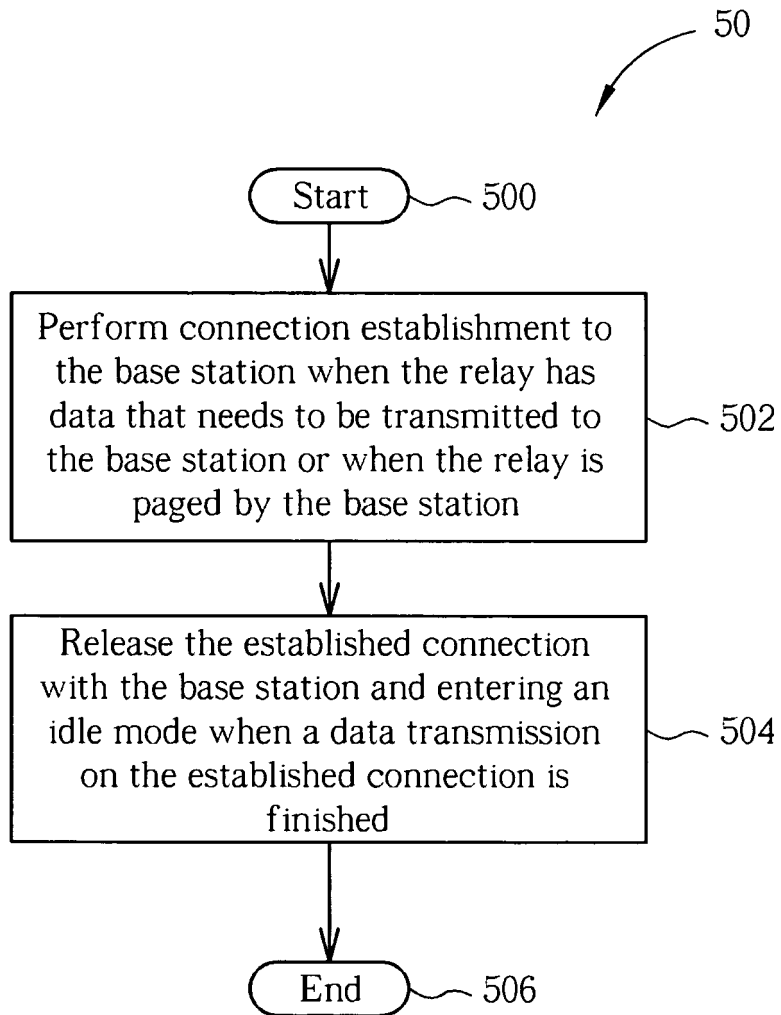 50
Start
500
Perform connection establishment to
the base station when the relay has
data that needs to be transmitted to
the base station or when the relay is
paged by the base station
502
Release the established connection
with the base station and entering an
idle mode when a data transmission
on the established connection is
finished
504
End
506